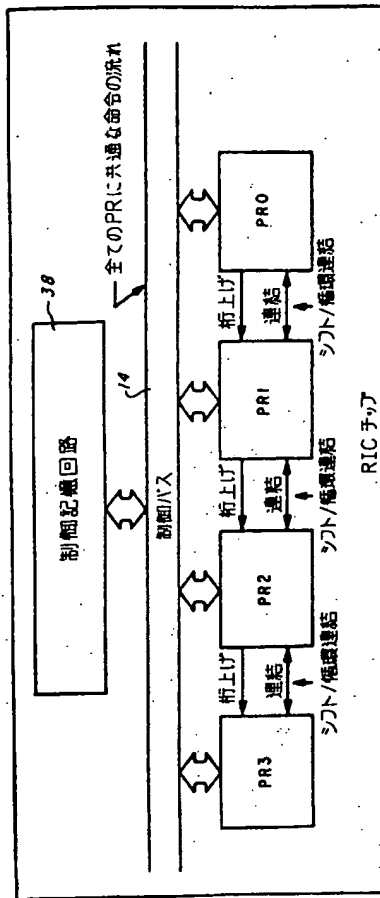 38
制御記憶回路
全てのPRに共通な命令の流れ
14
制御バス
PR3
桁上げ
連結
シフト/循環連結
PR2
桁上げ
連結
シフト/循環連結
PR1
桁上げ
連結
シフト/循環連結
PR0
RICチップ